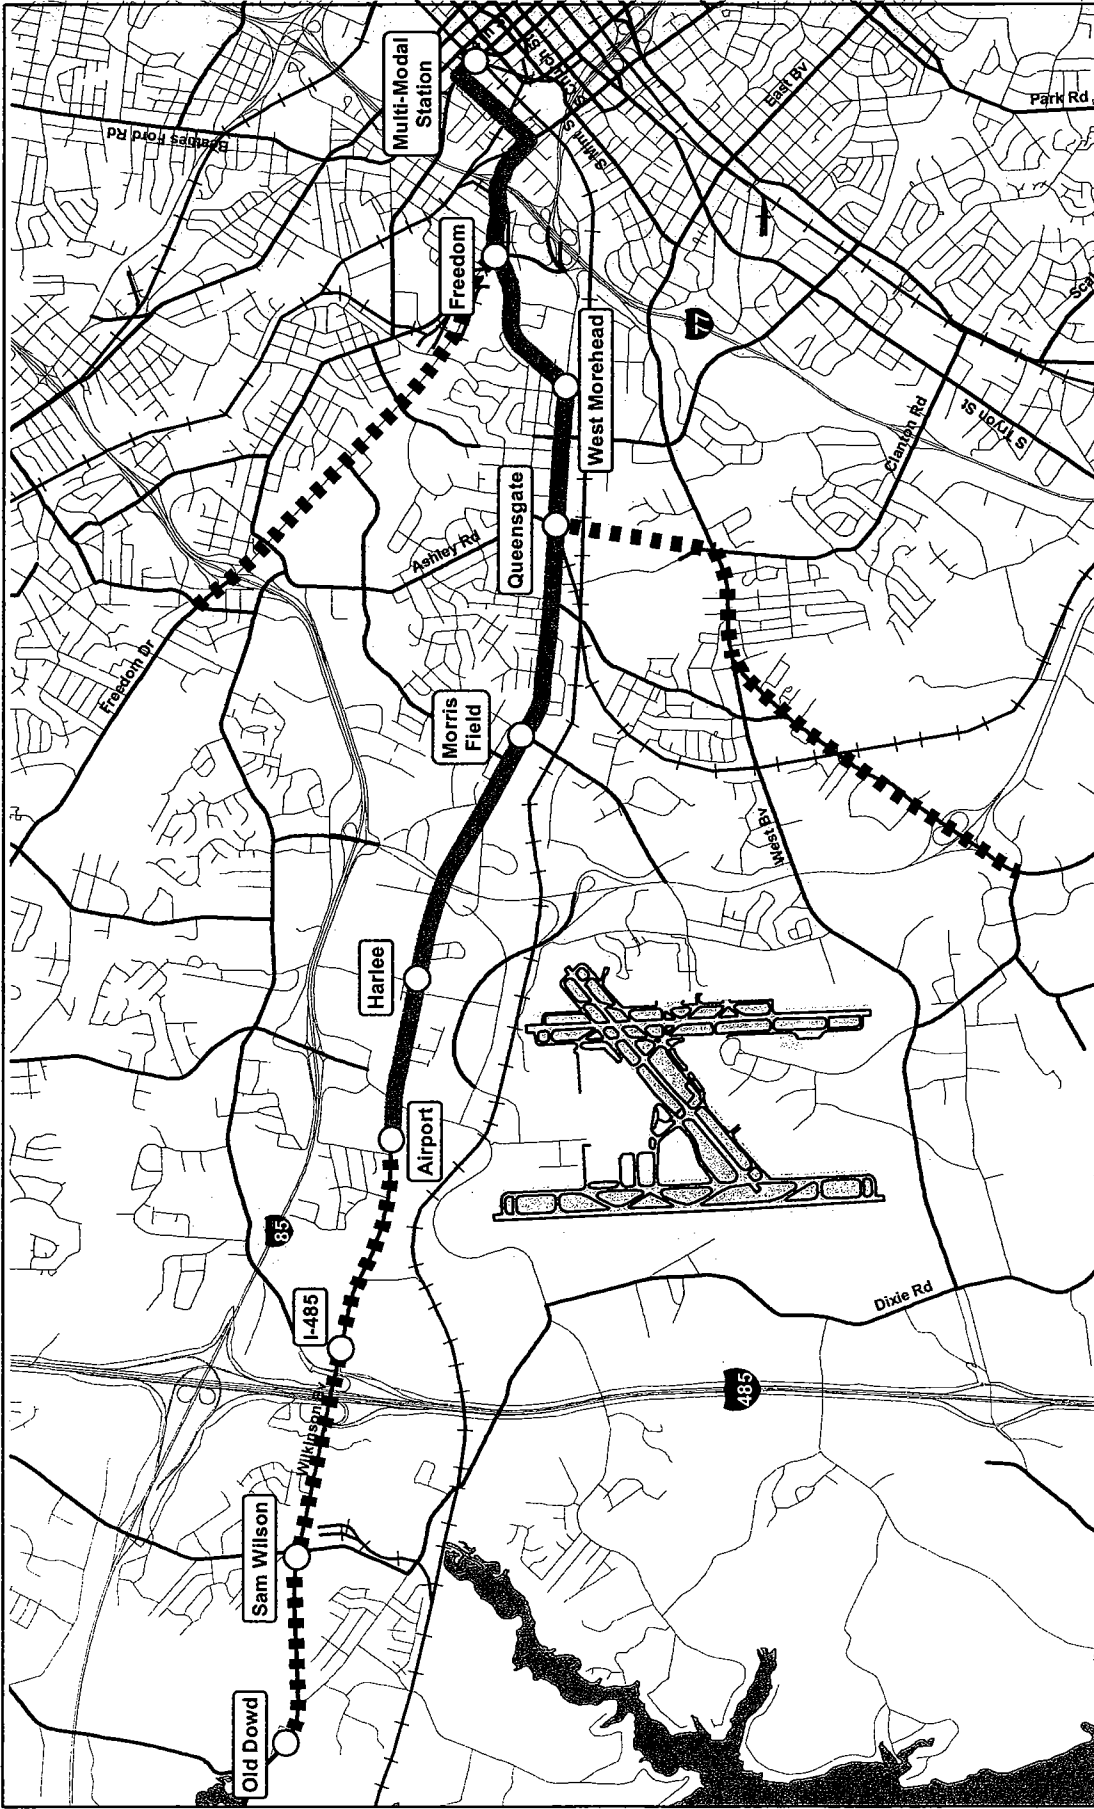 Old Dowd
Sam Wilson
Wilkinson Bv
I-485
85
Airport
Harlee
Morris
Field
Queensgate
West Morehead
Freedom
Multi-Modal
Station
Freedom Dr
Ashley Rd
Beatties Ford Rd
S Church St
S Mint St
East Bv
Park Rd
77
Clanton Rd
S Tryon St
West Bv
Dixie Rd
485